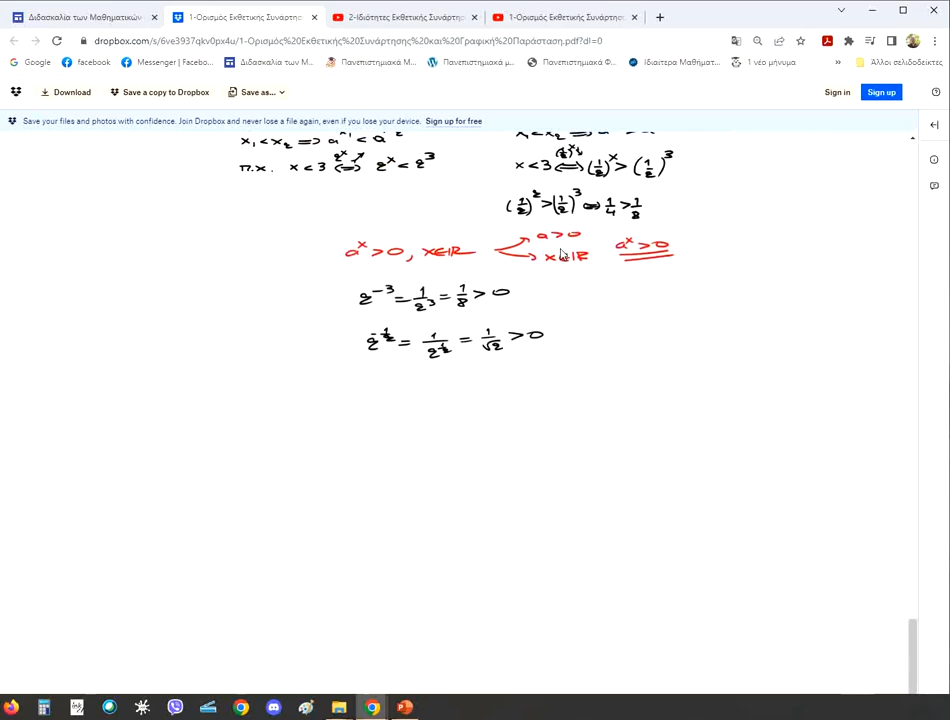 Διδασκαλία των Μαθηματικών
1-Ορισμός Εκθετικής Συνάρτησ
2-Ιδιότητες Εκθετικής Συνάρτησ
1-Ορισμός Εκθετικής Συνάρτησ
dropbox.com/s/6ve3937qkv0px4u/1-Ορισμός%20Εκθετικής%20Συνάρτησης%20και%20Γραφική%20Παράσταση.pdf?dl=0
Google facebook Messenger | Facebo... Διδασκαλία των Μ... Πανεπιστημιακά Μ... Πανεπιστημιακά μ... Πανεπιστημιακά Φ... Ιδιαιτερα Μαθηματ... 1 νέο μήνυμα » Άλλοι σελιδοδείκτες
Download Save a copy to Dropbox Save as... Sign in Sign up
Save your files and photos with confidence. Join Dropbox and never lose a file again, even if you lose your device. Sign up for free
x₁<x₂ ⟹
π.χ. x<3 ⟺ 2^x<2^3
x<3 ⟺ (1/2)^x>(1/2)^3
(1/2)^2>(1/2)^3 ⟺ 1/4>1/8
a^x>0, x∈ℝ a>0 x∈ℝ a^x>0
2^-3=1/2^3=1/8>0
2^-1/2=1/2^1/2=1/√2>0